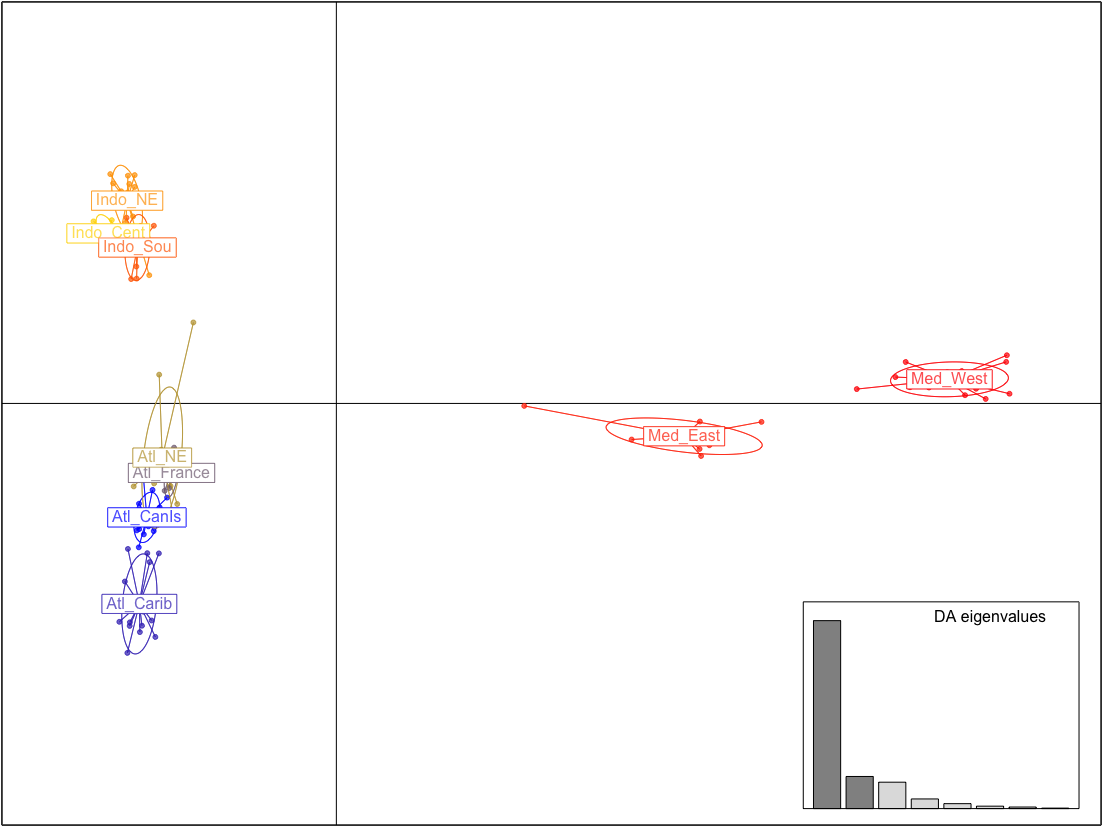 Indo_NE
Indo_Cent
Indo_Sou
Med_West
Med_East
Atl_NE
Atl_France
Atl_CanIs
Atl_Carib
DA eigenvalues